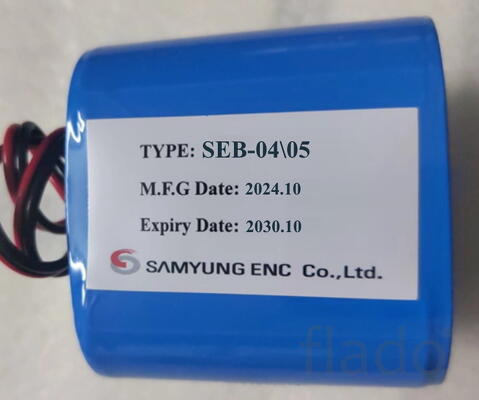 TYPE: SEB-04\05
M.F.G Date: 2024.10
Expiry Date: 2030.10
SAMYUNG ENC Co.,Ltd.
flado